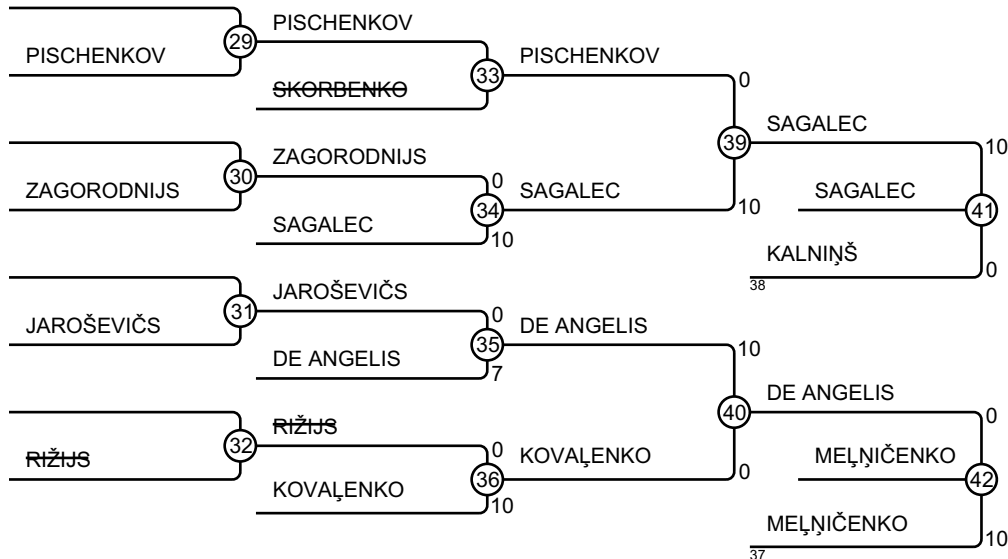 PISCHENKOV
29
PISCHENKOV
SKORBENKO
33
PISCHENKOV
0
ZAGORODNIJS
30
ZAGORODNIJS
0
SAGALEC
10
34
SAGALEC
10
39
SAGALEC
10
SAGALEC
41
KALNIŅŠ
0
38
JAROŠEVIČS
31
JAROŠEVIČS
0
DE ANGELIS
7
35
DE ANGELIS
10
RIŽIJS
32
RIŽIJS
0
KOVAĻENKO
10
36
KOVAĻENKO
0
40
DE ANGELIS
0
MEĻŅIČENKO
42
MEĻŅIČENKO
10
37